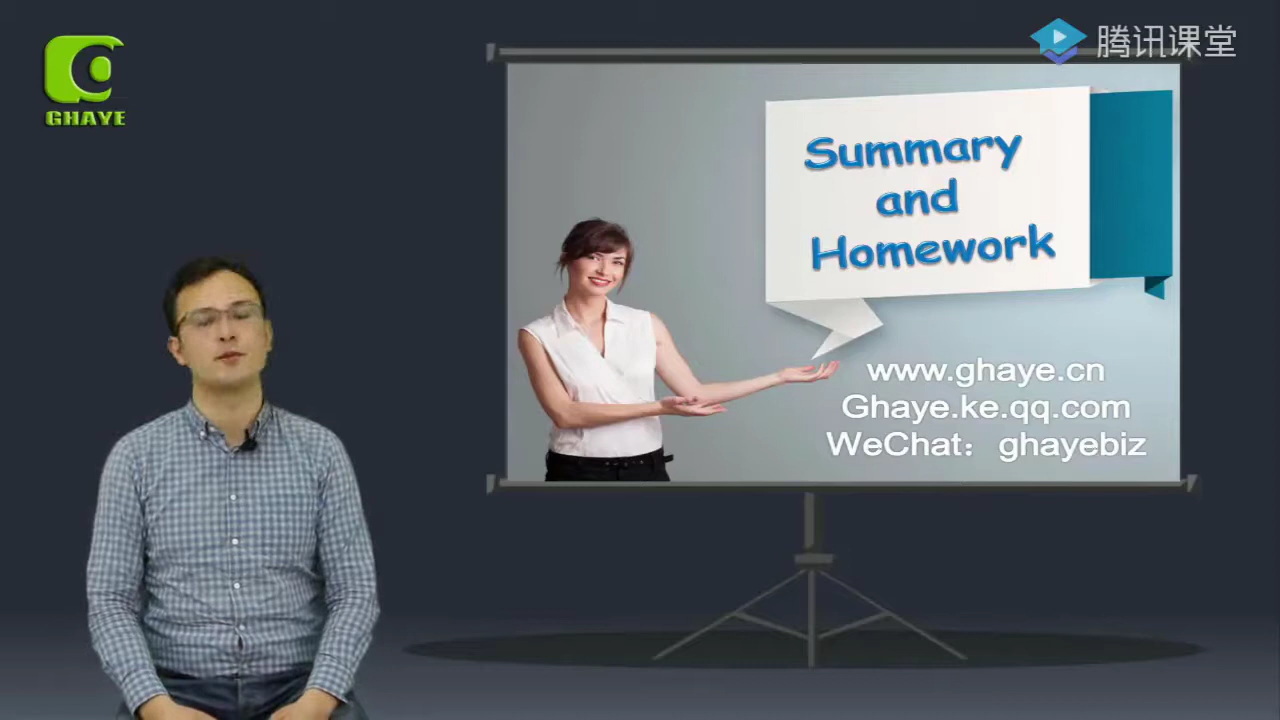 GHAYE
腾讯课堂
Summary
and
Homework
www.ghaye.cn
Ghaye.ke.qq.com
WeChat：ghayebiz